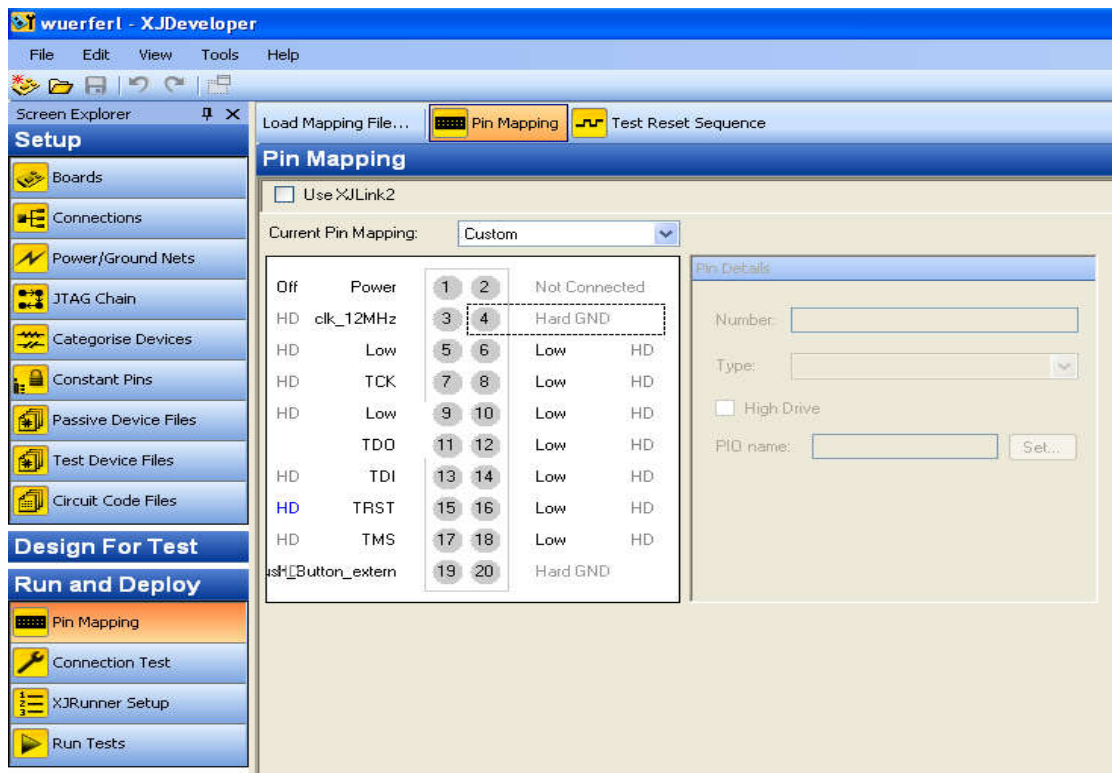 wuerferl - XJDeveloper
File Edit View Tools Help
Screen Explorer
Setup
Boards
Connections
Power/Ground Nets
JTAG Chain
Categorise Devices
Constant Pins
Passive Device Files
Test Device Files
Circuit Code Files
Design For Test
Run and Deploy
Pin Mapping
Connection Test
XJRunner Setup
Run Tests
Load Mapping File... Pin Mapping Test Reset Sequence
Pin Mapping
Use XJLink2
Current Pin Mapping: Custom
Off Power 1 2 Not Connected
HD clk_12MHz 3 4 Hard GND
HD Low 5 6 Low HD
HD TCK 7 8 Low HD
HD Low 9 10 Low HD
TDO 11 12 Low HD
HD TDI 13 14 Low HD
HD TRST 15 16 Low HD
HD TMS 17 18 Low HD
Button_extern 19 20 Hard GND
Pin Details
Number:
Type:
High Drive
PIO name: Set...